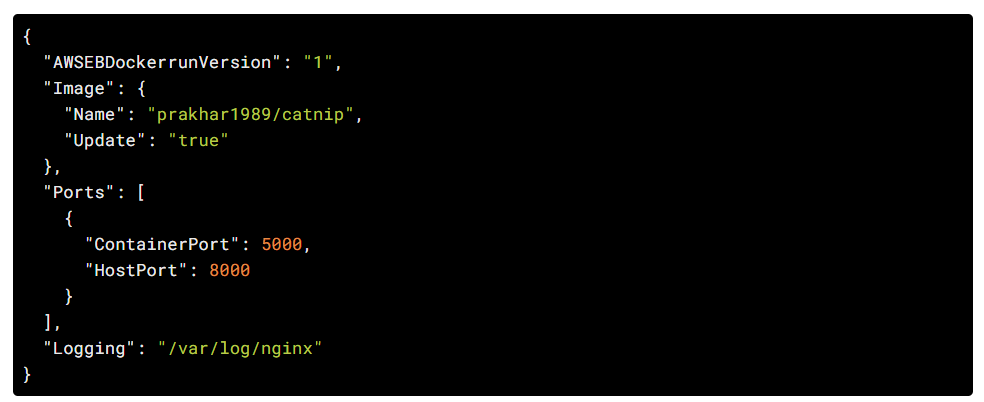 {
  "AWSEBDockerrunVersion": "1",
  "Image": {
    "Name": "prakhar1989/catnip",
    "Update": "true"
  },
  "Ports": [
    {
      "ContainerPort": 5000,
      "HostPort": 8000
    }
  ],
  "Logging": "/var/log/nginx"
}